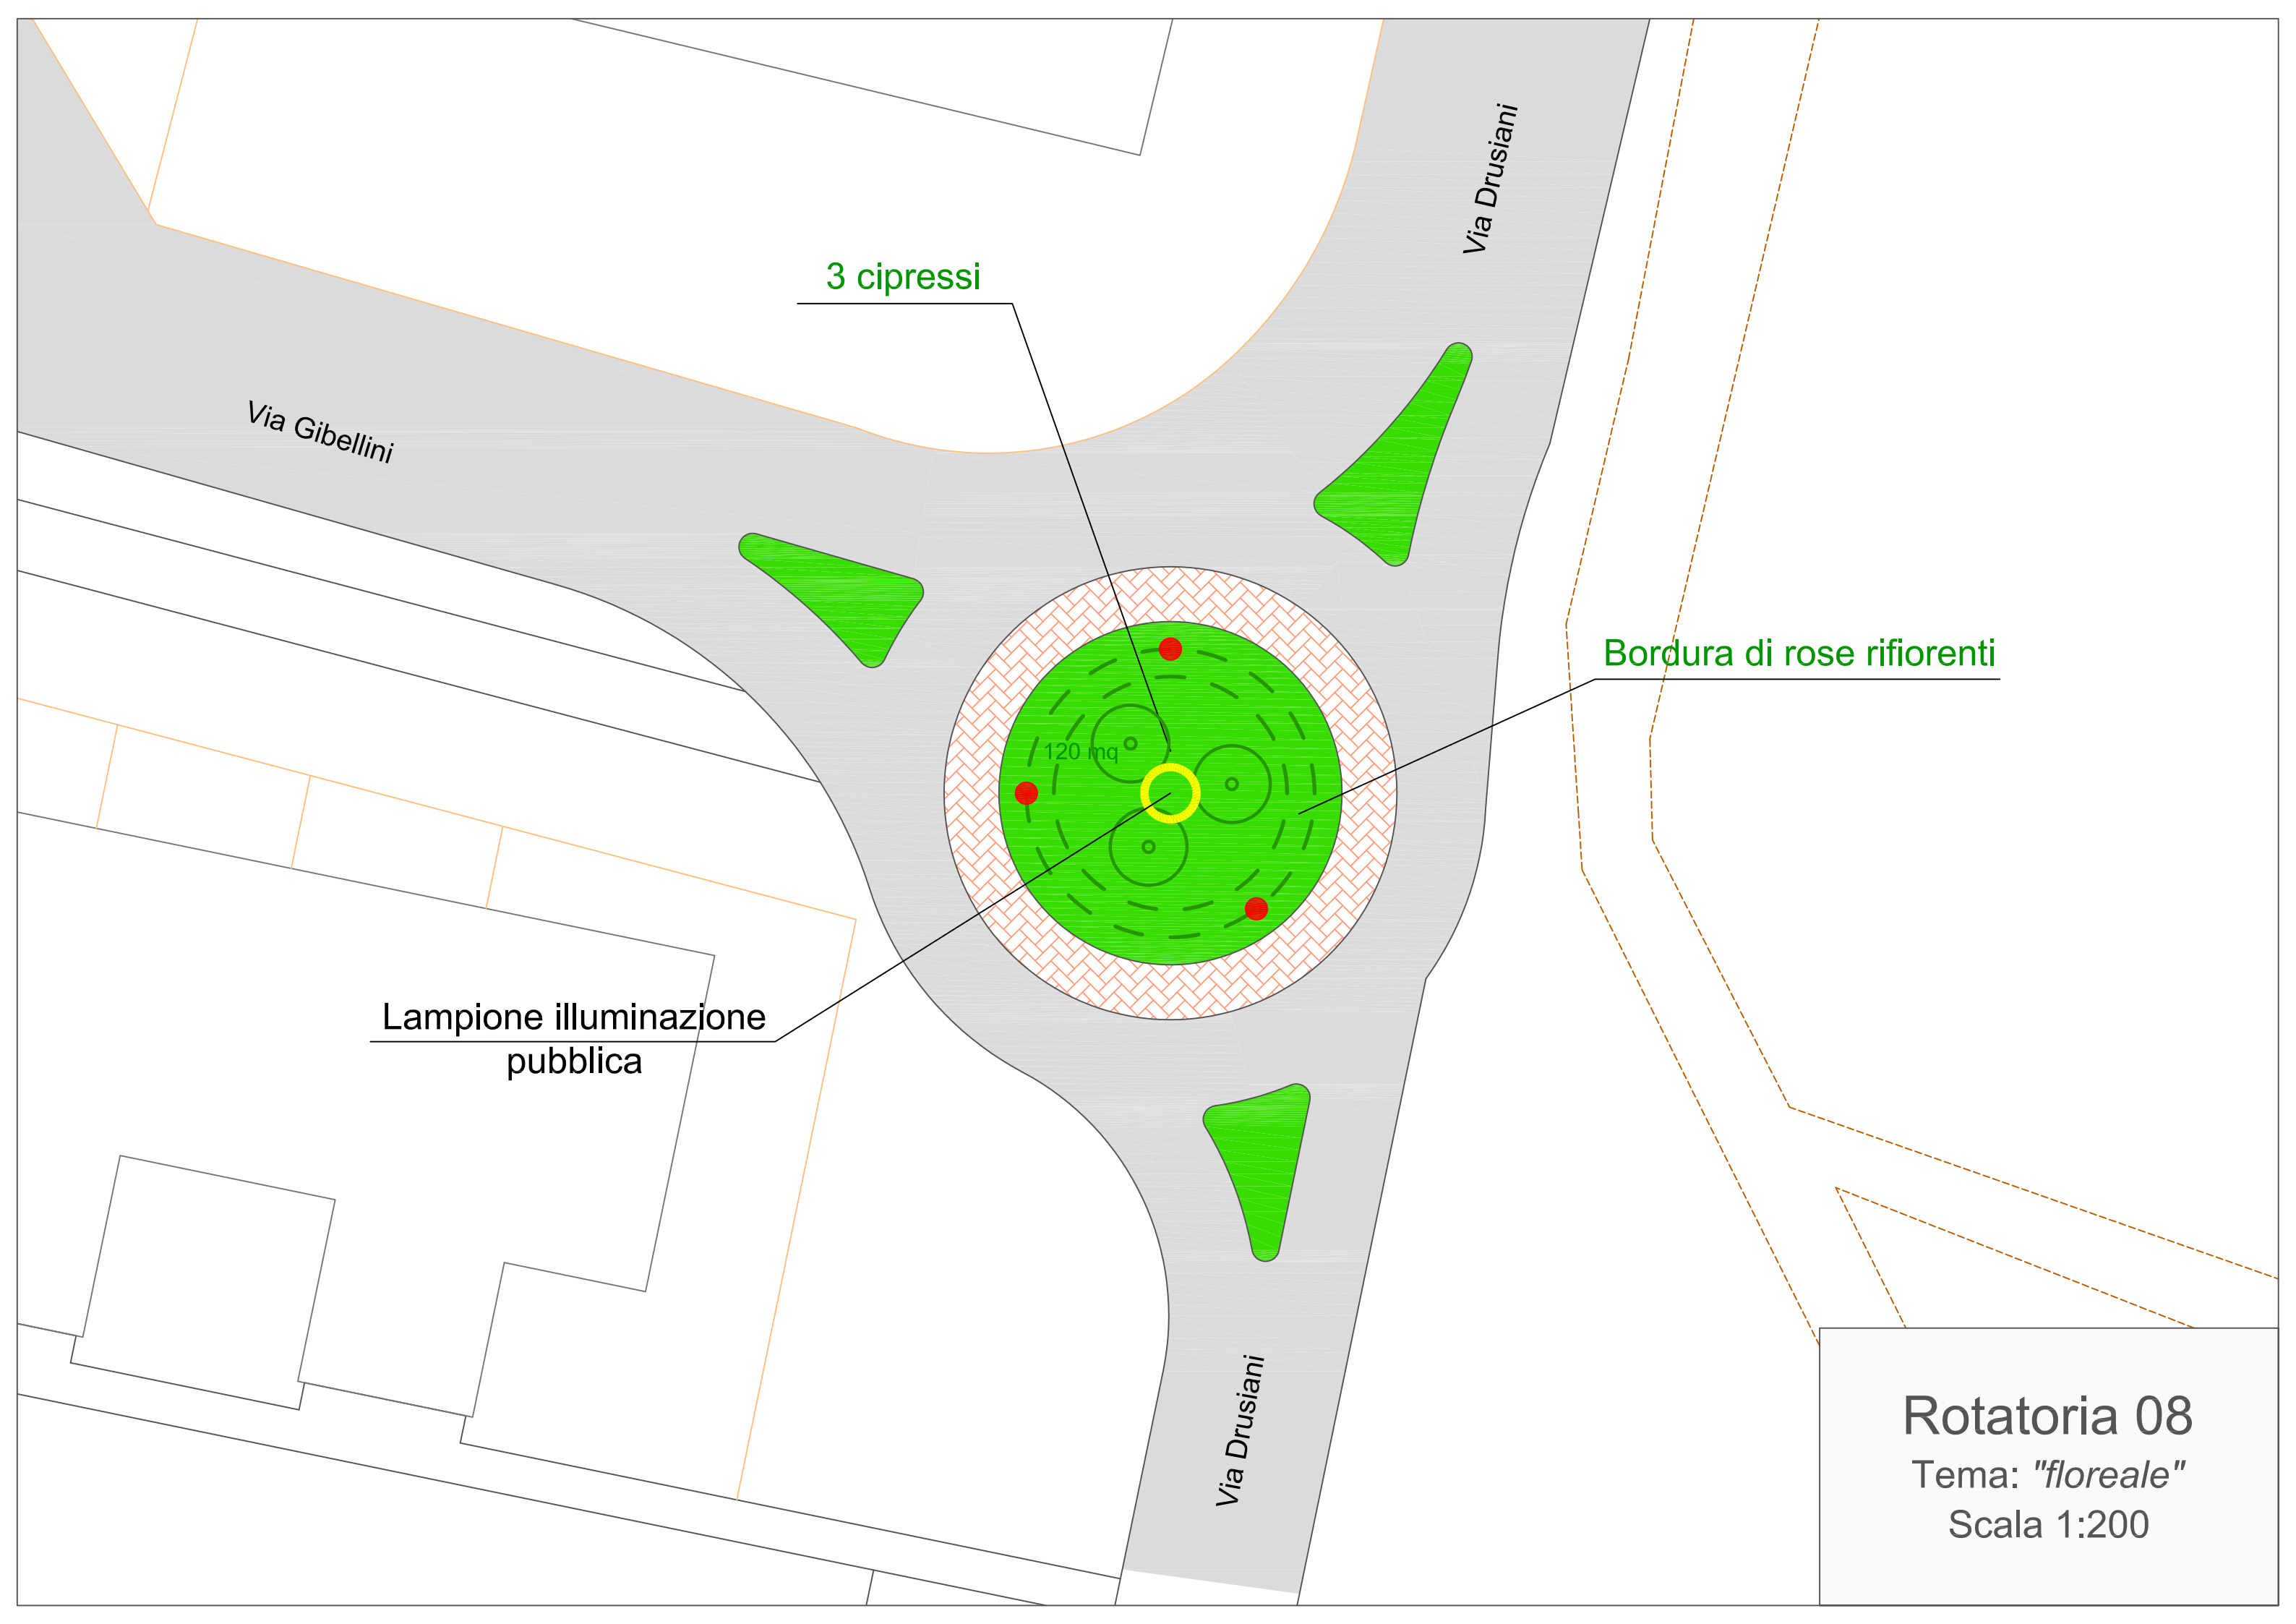 Via Drusiani
3 cipressi
Via Gibellini
Bordura di rose rifiorenti
120 mq
Lampione illuminazione
pubblica
Via Drusiani
Rotatoria 08
Tema: "floreale"
Scala 1:200